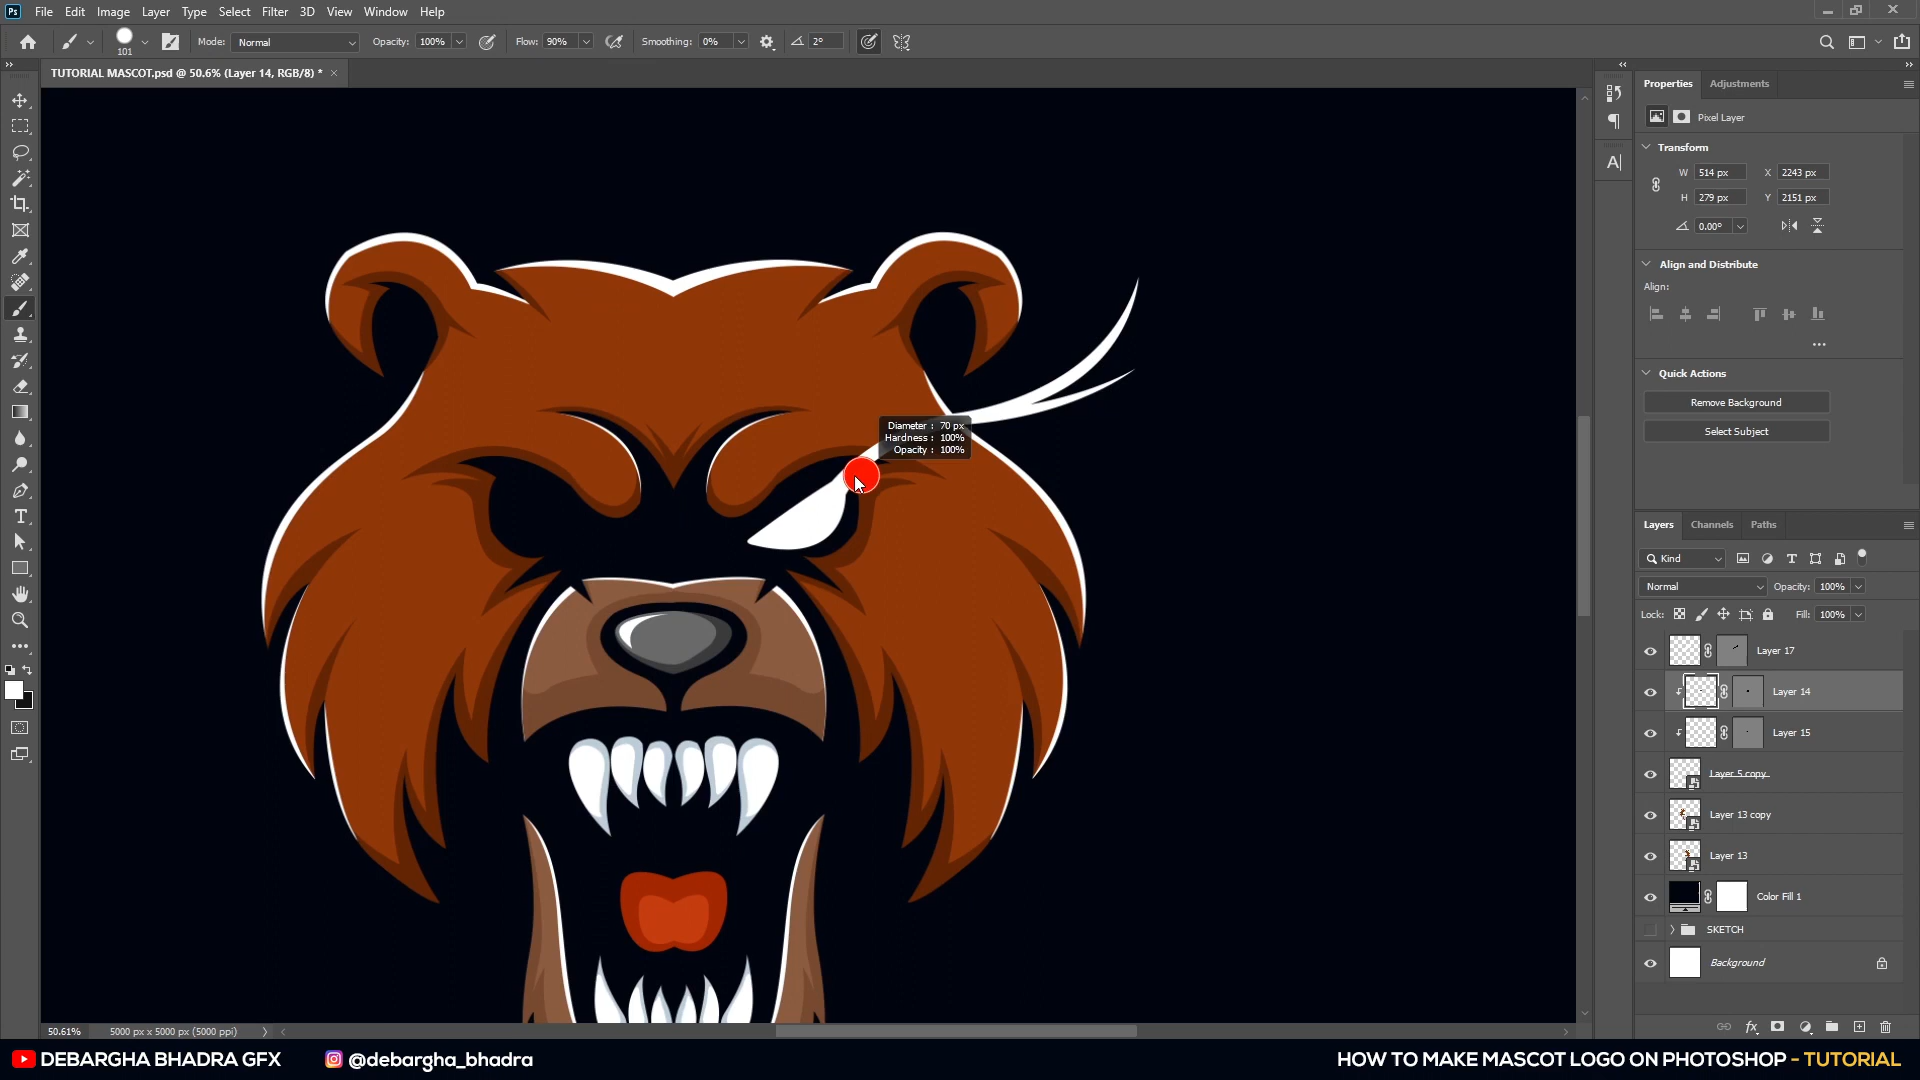 Ps File Edit Image Layer Type Select Filter 3D View Window Help
101 Mode: Normal Opacity: 100% Flow: 90% Smoothing: 0% 2°
TUTORIAL MASCOT.psd @ 50.6% (Layer 14, RGB/8) *
Properties Adjustments
Pixel Layer
Transform
W 514 px X 2243 px
H 279 px Y 2151 px
0.00°
Align and Distribute
Align:
Quick Actions
Remove Background
Select Subject
Diameter : 70 px
Hardness : 100%
Opacity : 100%
Layers Channels Paths
Kind
Normal Opacity: 100%
Lock: Fill: 100%
Layer 17
Layer 14
Layer 15
Layer 5 copy
Layer 13 copy
Layer 13
Color Fill 1
SKETCH
Background
50.61% 5000 px x 5000 px (5000 ppi)
DEBARGHA BHADRA GFX @debargha_bhadra HOW TO MAKE MASCOT LOGO ON PHOTOSHOP - TUTORIAL